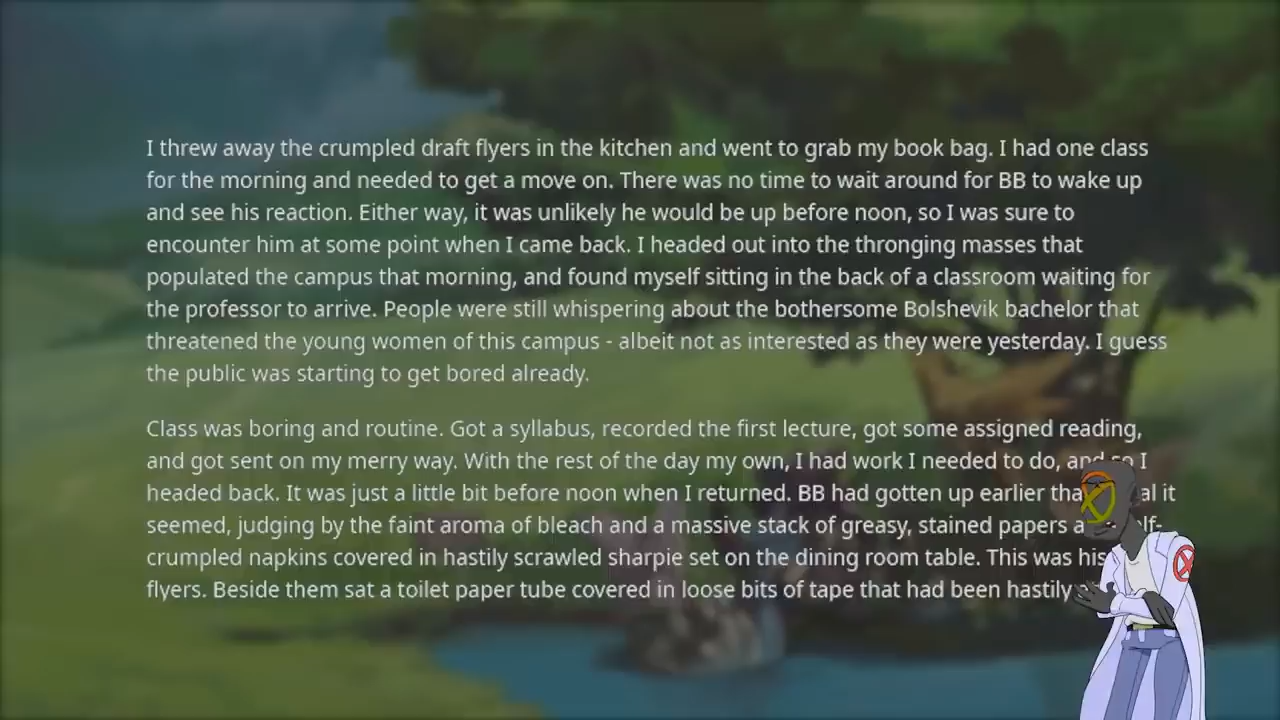 I threw away the crumpled draft flyers in the kitchen and went to grab my book bag. I had one class
for the morning and needed to get a move on. There was no time to wait around for BB to wake up
and see his reaction. Either way, it was unlikely he would be up before noon, so I was sure to
encounter him at some point when I came back. I headed out into the thronging masses that
populated the campus that morning, and found myself sitting in the back of a classroom waiting for
the professor to arrive. People were still whispering about the bothersome Bolshevik bachelor that
threatened the young women of this campus - albeit not as interested as they were yesterday. I guess
the public was starting to get bored already.
Class was boring and routine. Got a syllabus, recorded the first lecture, got some assigned reading,
and got sent on my merry way. With the rest of the day my own, I had work I needed to do, and so I
headed back. It was just a little bit before noon when I returned. BB had gotten up earlier it
seemed, judging by the faint aroma of bleach and a massive stack of greasy, stained papers
crumpled napkins covered in hastily scrawled sharpie set on the dining room table. This was his
flyers. Beside them sat a toilet paper tube covered in loose bits of tape that had been hastily